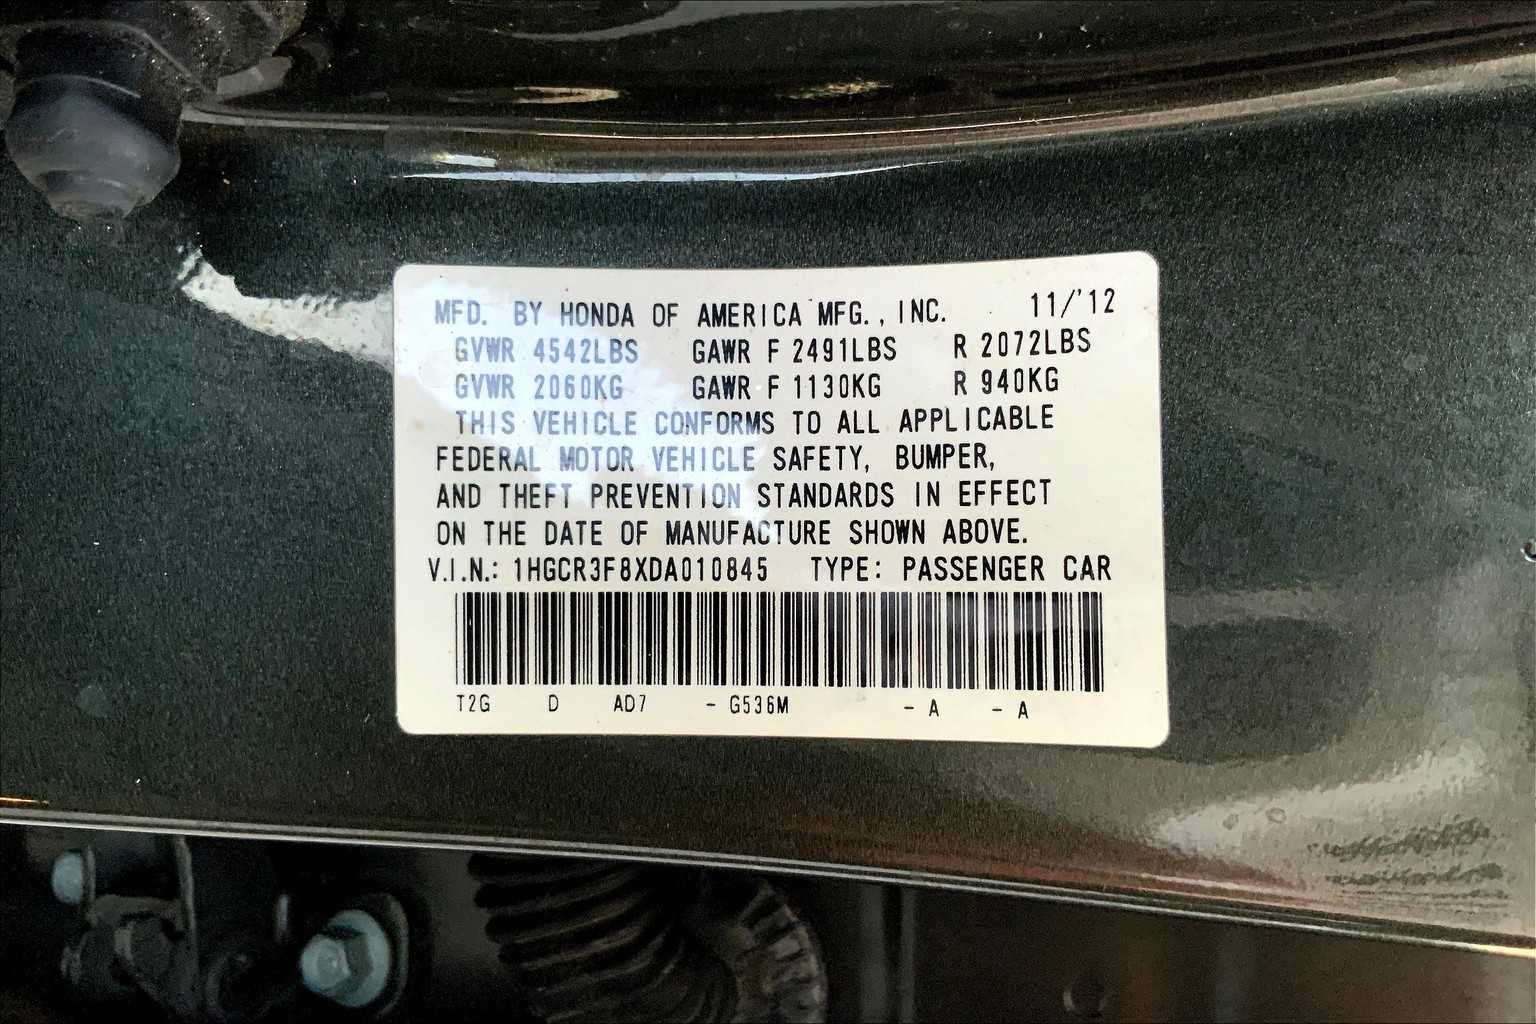 MFD. BY HONDA OF AMERICA MFG., INC. 11/'12
GVWR 4542LBS GAWR F 2491LBS R 2072LBS
GVWR 2060KG GAWR F 1130KG R 940KG
THIS VEHICLE CONFORMS TO ALL APPLICABLE
FEDERAL MOTOR VEHICLE SAFETY, BUMPER,
AND THEFT PREVENTION STANDARDS IN EFFECT
ON THE DATE OF MANUFACTURE SHOWN ABOVE.
V.I.N.: 1HGCR3F8XDA010845 TYPE: PASSENGER CAR
T2G D AD7 - G536M - A - A